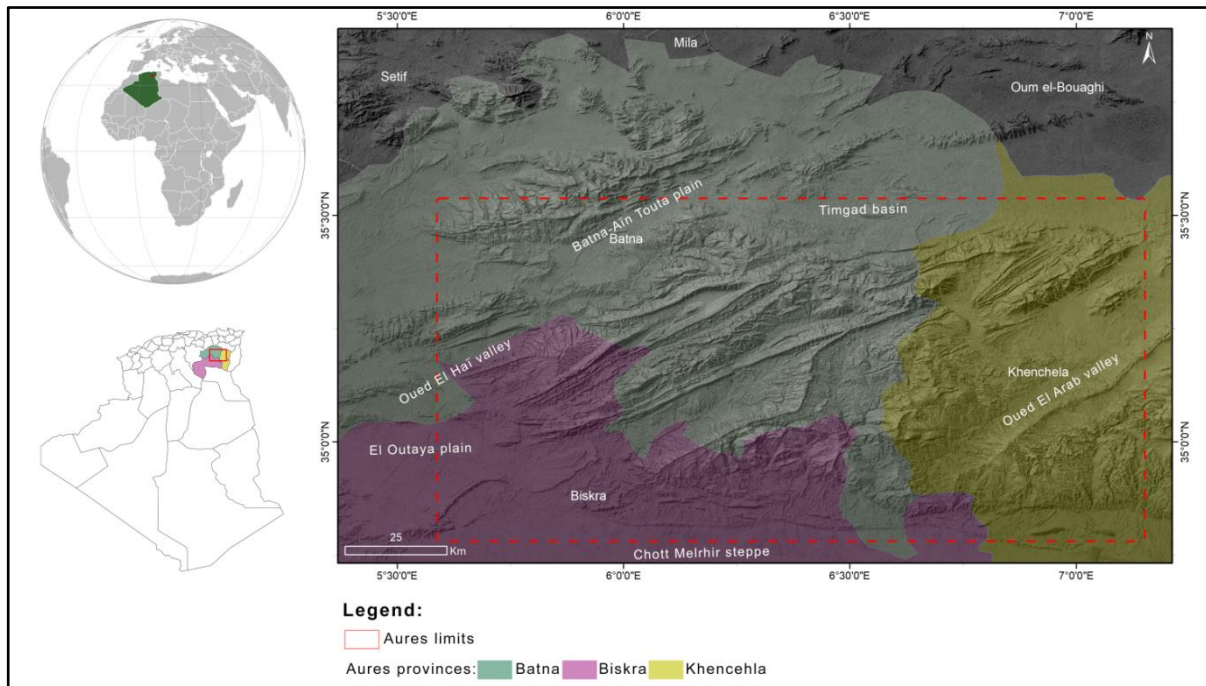 5°30'0"E 6°0'0"E 6°30'0"E 7°0'0"E
N
Mila
Setif
Oum el-Bouaghi
35°30'0"N
35°30'0"N
Batna-Aïn Touta plain
Timgad basin
Batna
Oued El Haï valley
Khenchela
Oued El Arab valley
35°0'0"N
35°0'0"N
El Outaya plain
Biskra
25
Km
Chott Melrhir steppe
5°30'0"E 6°0'0"E 6°30'0"E 7°0'0"E
Legend:
Aures limits
Aures provinces: Batna Biskra Khencehla